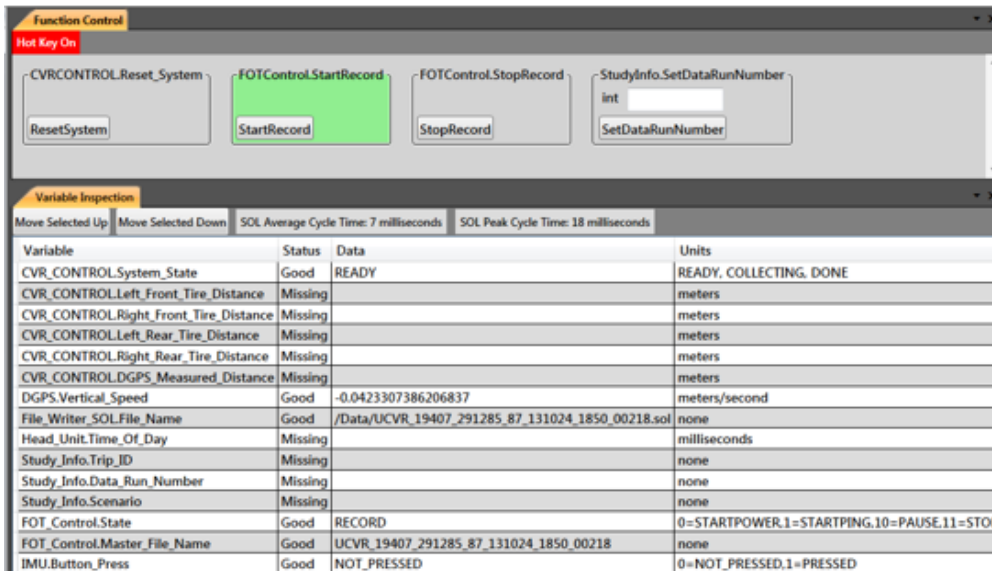 Function Control
Hot Key On
CVRCONTROL.Reset_System FOTControl.StartRecord FOTControl.StopRecord StudyInfo.SetDataRunNumber
int
ResetSystem StartRecord StopRecord SetDataRunNumber
Variable Inspection
Move Selected Up Move Selected Down SOL Average Cycle Time: 7 milliseconds SOL Peak Cycle Time: 18 milliseconds
Variable Status Data Units
CVR_CONTROL.System_State Good READY READY, COLLECTING, DONE
CVR_CONTROL.Left_Front_Tire_Distance Missing meters
CVR_CONTROL.Right_Front_Tire_Distance Missing meters
CVR_CONTROL.Left_Rear_Tire_Distance Missing meters
CVR_CONTROL.Right_Rear_Tire_Distance Missing meters
CVR_CONTROL.DGPS_Measured_Distance Missing meters
DGPS.Vertical_Speed Good -0.0423307386206837 meters/second
File_Writer_SOL.File_Name Good /Data/UCVR_19407_291285_87_131024_1850_00218.sol none
Head_Unit.Time_Of_Day Missing milliseconds
Study_Info.Trip_ID Missing none
Study_Info.Data_Run_Number Missing none
Study_Info.Scenario Missing none
FOT_Control.State Good RECORD 0=STARTPOWER,1=STARTPING,10=PAUSE,11=STO
FOT_Control.Master_File_Name Good UCVR_19407_291285_87_131024_1850_00218 none
IMU.Button_Press Good NOT_PRESSED 0=NOT_PRESSED,1=PRESSED